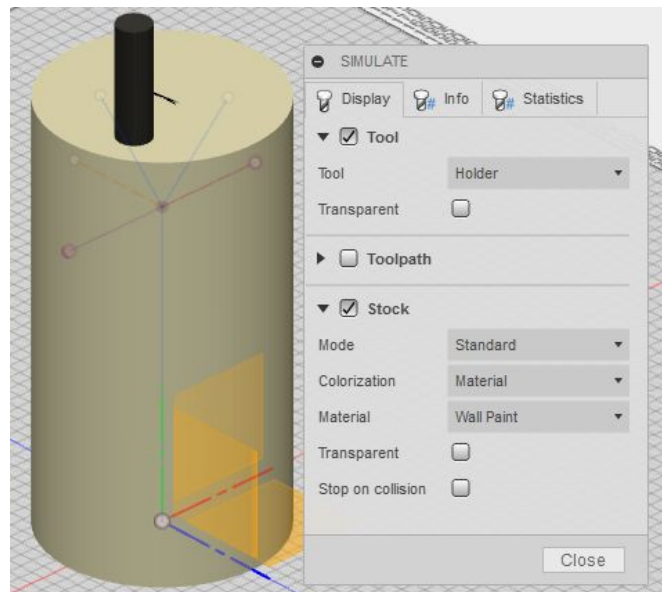 SIMULATE
Display # Info # Statistics
Tool
Tool Holder
Transparent
Toolpath
Stock
Mode Standard
Colorization Material
Material Wall Paint
Transparent
Stop on collision
Close